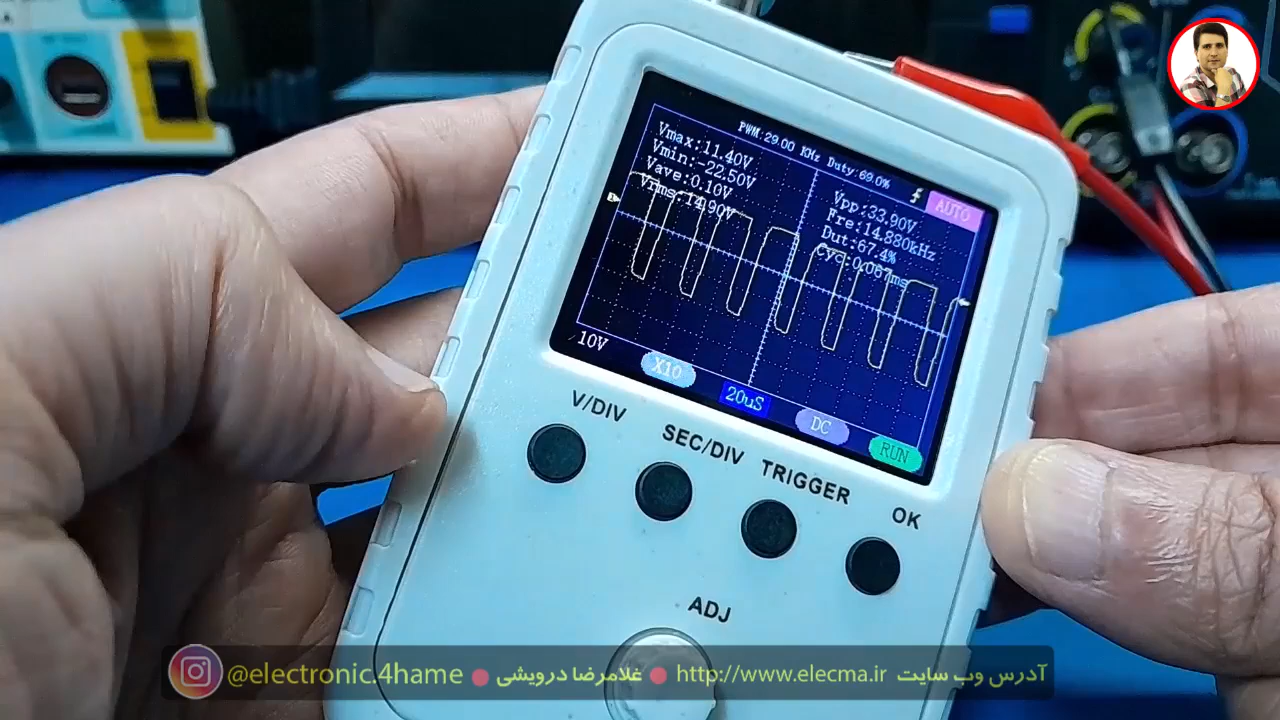 PWM:29.00 KHz Duty:69.0%
Vmax:11.40V
Vmin:-22.50V
Vave:0.10V
Vrms:14.90V
AUTO
Vpp:33.90V
Fre:14.880kHz
Dut:67.4%
Cyc:0.067ms
10V
X10
20uS
DC
RUN
V/DIV
SEC/DIV
TRIGGER
OK
ADJ
@electronic.4hame ● غلامرضا درویشی ● http://www.elecma.ir آدرس وب سایت